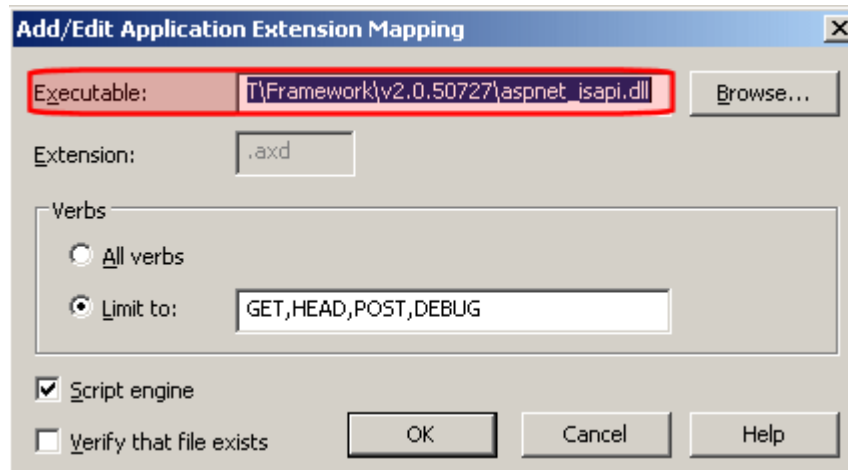 Add/Edit Application Extension Mapping
Executable: T\Framework\v2.0.50727\aspnet_isapi.dll Browse...
Extension: .axd
Verbs
All verbs
Limit to: GET,HEAD,POST,DEBUG
Script engine
Verify that file exists OK Cancel Help